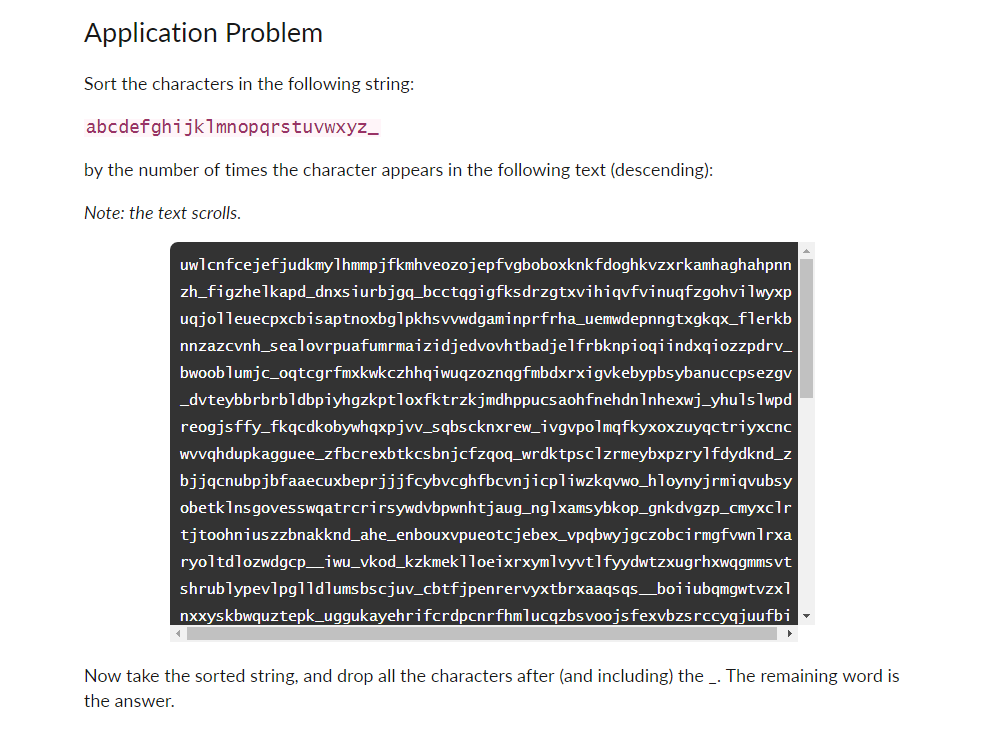 Application Problem
Sort the characters in the following string:
abcdefghijklmnopqrstuvwxyz_
by the number of times the character appears in the following text (descending):
Note: the text scrolls.
uwlcnfcejefjudkmylhmmpjfkmhveozojepfvgboboxknkfdoghkvzxrkamhaghahpnn
zh_figzhelkapd_dnxsiurbjgq_bcctqgigfksdrzgtxvihiqvfvinuqfzgohvilwyxp
uqjolleuecpxcbisaptnoxbglpkhsvvwdgaminprfrha_uemwdepnngtxgkqx_flerkb
nnzazcvnh_sealovrpuafumrmaizidjedvovhtbadjelfrbknpioqiindxqiozzpdrv_
bwooblumjc_oqtcgrfmxkwkczhhqiwuqzoznqgfmbdxrxigvkebypbsybanuccpsezgv
_dvteybbrbrbldbpiyhgzkptloxfktrzkjmdhppucsaohfnehdnlnhexwj_yhulslwpd
reogjsffy_fkqcdkobywhqxpjvv_sqbscknxrew_ivgvpolmqfkyxoxzuyqctriyxcnc
wvvqhdupkagguee_zfbcrexbtkcsbnjcfzqoq_wrdktpsclzrmeybxpzrylfdydknd_z
bjjqcnubpjbfaaecuxbeprjjjfcybvcghfbcvnjicpliwzkqvwo_hloynyjrmiqvubsy
obetklnsgovesswqatrcrirsywdvbpwnhtjaug_nglxamsybkop_gnkdvgzp_cmyxclr
tjtoohniuszzbnakknd_ahe_enbouxvpueotcjebex_vpqbwyjgczobcirmgfvwnlrxa
ryoltdlozwdgcp__iwu_vkod_kzkmeklloeixrxymlvyvtlfyydwtzxugrhxwqgmmsvt
shrublypevlpglldlumsbscjuv_cbtfjpenrervyxtbrxaaqsqs__boiiubqmgwtvzxl
nxxyskbwquztepk_uggukayehrifcrdpcnrfhmlucqzbsvoojsfexvbzsrccyqjuufbi
Now take the sorted string, and drop all the characters after (and including) the _. The remaining word is
the answer.